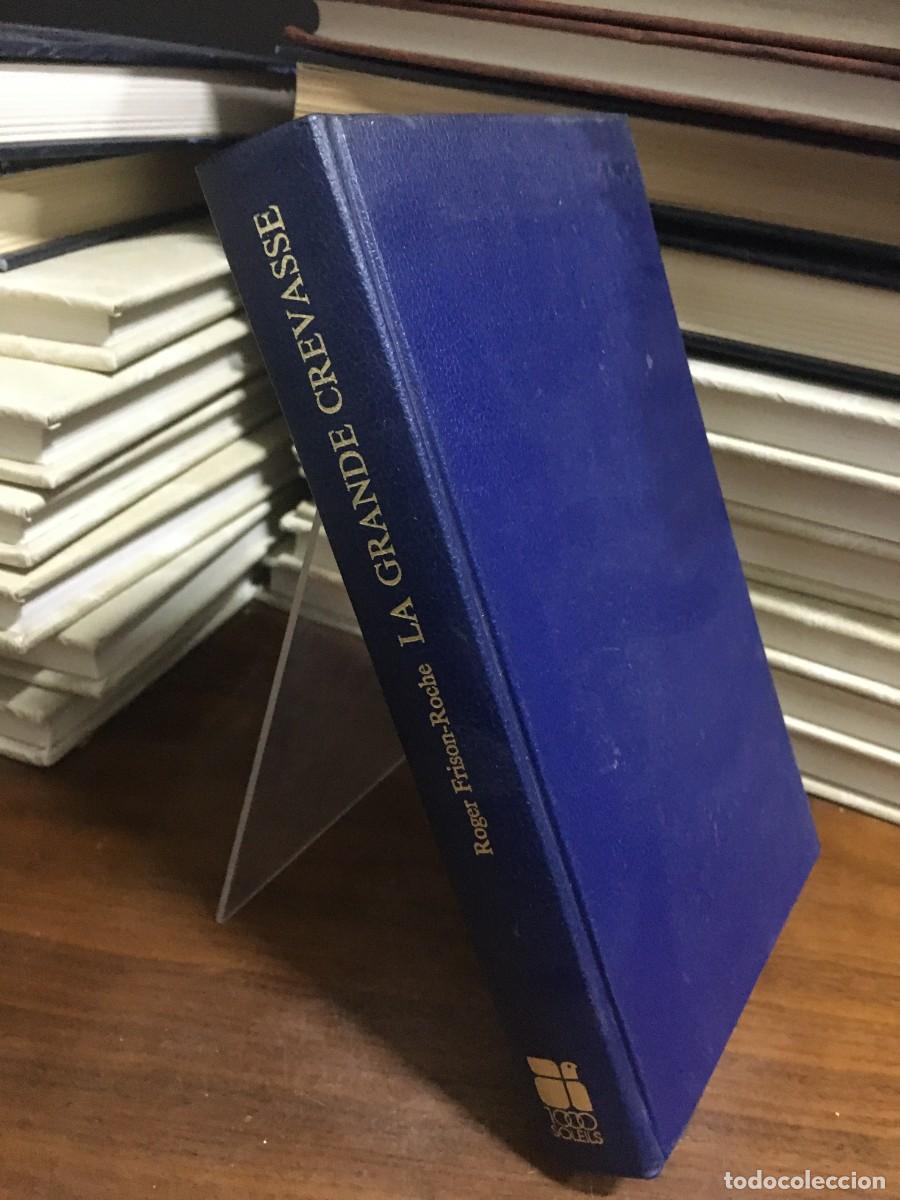 Roger Frison-Roche LA GRANDE CREVASSE
1000
SOLEILS
todocoleccion